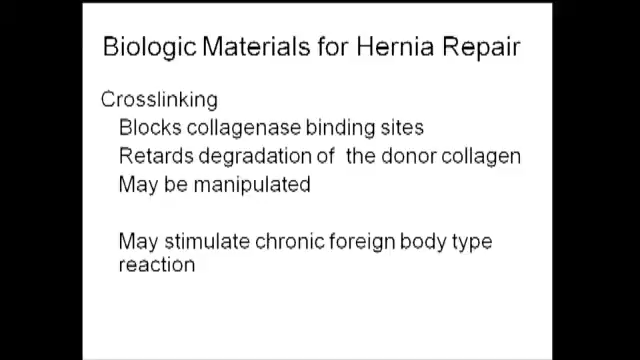 Biologic Materials for Hernia Repair
Crosslinking
Blocks collagenase binding sites
Retards degradation of the donor collagen
May be manipulated
May stimulate chronic foreign body type
reaction